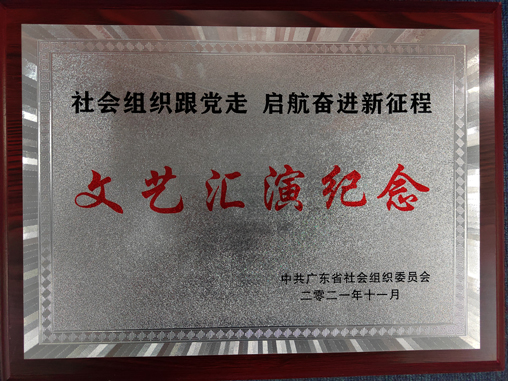 社会组织跟党走 启航奋进新征程
文艺汇演纪念
中共广东省社会组织委员会
二零二一年十一月